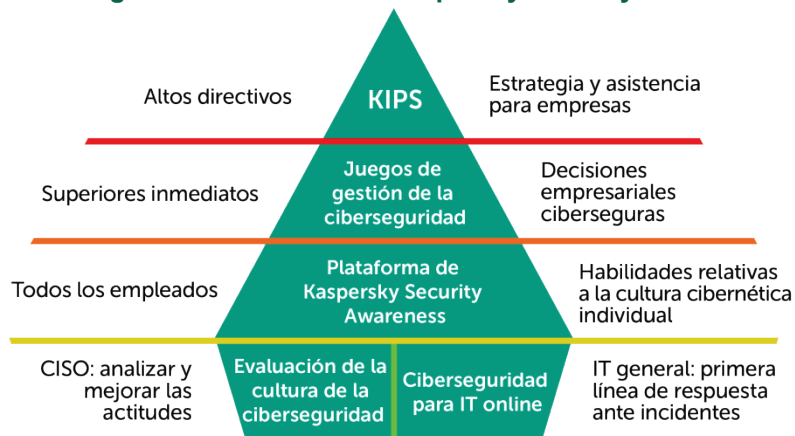 Altos directivos
KIPS
Estrategia y asistencia
para empresas
Superiores inmediatos
Juegos de
gestión de la
ciberseguridad
Decisiones
empresariales
ciberseguras
Todos los empleados
Plataforma de
Kaspersky Security
Awareness
Habilidades relativas
a la cultura cibernética
individual
CISO: analizar y
mejorar las
actitudes
Evaluación de la
cultura de la
ciberseguridad
Ciberseguridad
para IT online
IT general: primera
línea de respuesta
ante incidentes